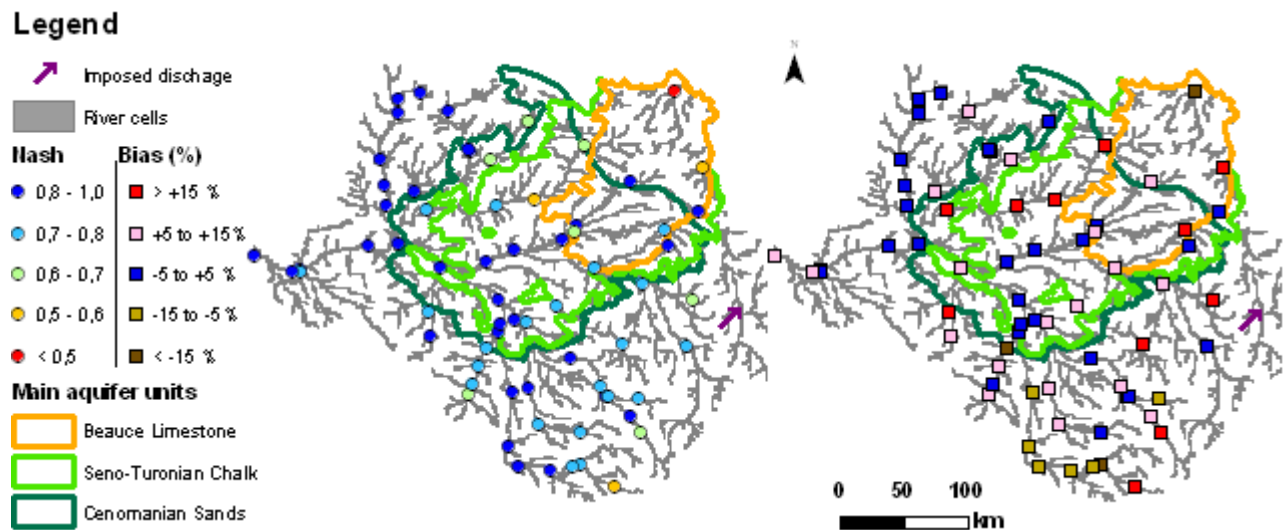 Legend
Imposed dischage
River cells
Nash Bias (%)
0,8 - 1,0 > +15 %
0,7 - 0,8 +5 to +15 %
0,6 - 0,7 -5 to +5 %
0,5 - 0,6 -15 to -5 %
< 0,5 < -15 %
Main aquifer units
Beauce Limestone
Seno-Turonian Chalk
Cenomanian Sands
N
0 50 100
km